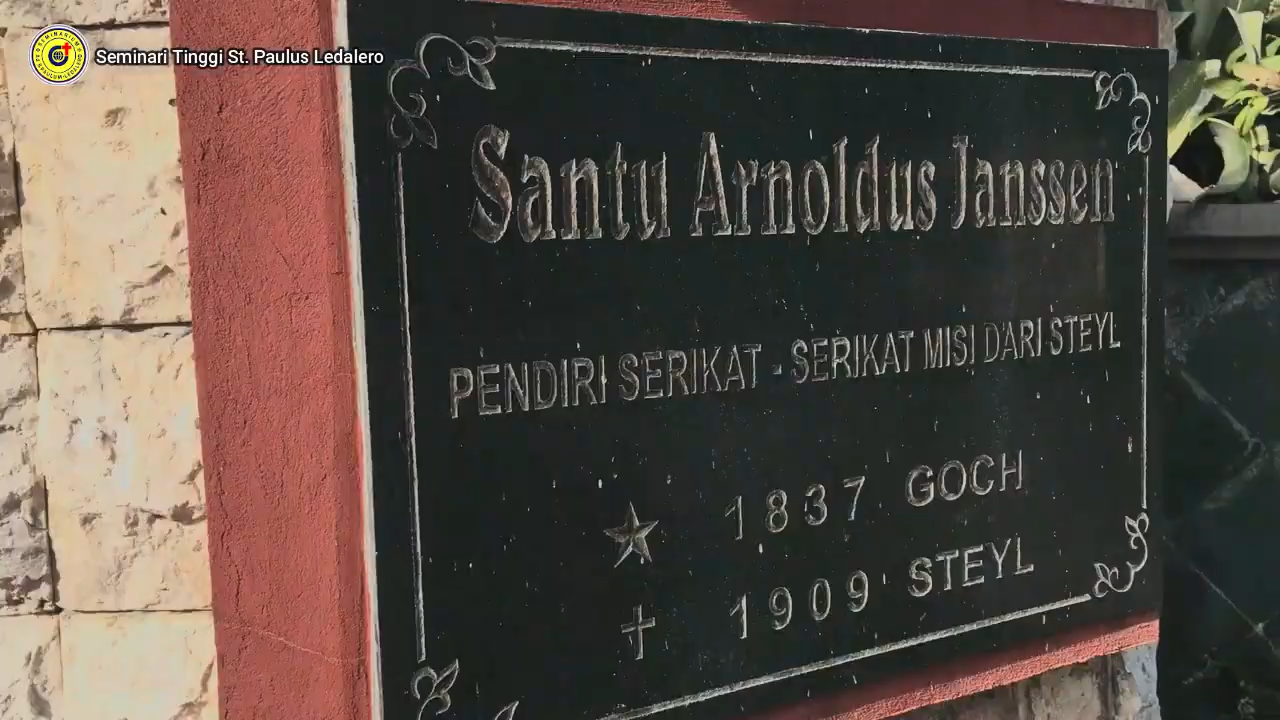 Seminari Tinggi St. Paulus Ledalero
Santu Arnoldus Janssen
PENDIRI SERIKAT - SERIKAT MISI DARI STEYL
1837 GOCH
1909 STEYL